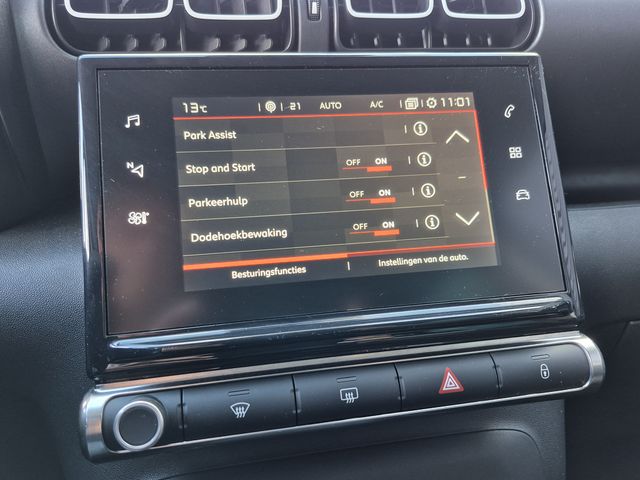 13°C 21 AUTO A/C 11:01
Park Assist
Stop and Start OFF ON
Parkeerhulp OFF ON
Dodehoekbewaking OFF ON
Besturingsfuncties Instellingen van de auto.
N